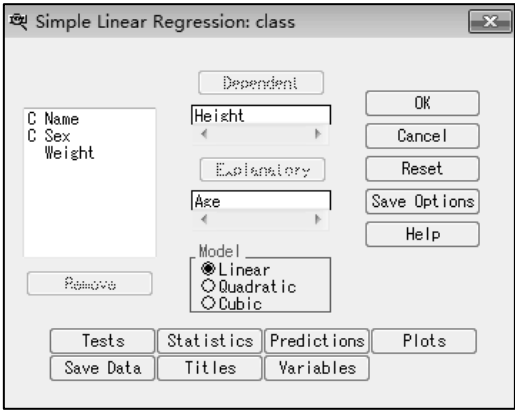 Simple Linear Regression: class
Dependent
Height
C Name
C Sex
Weight
Explanatory
Age
Model
Linear
Quadratic
Cubic
Remove
OK
Cancel
Reset
Save Options
Help
Tests Statistics Predictions Plots
Save Data Titles Variables